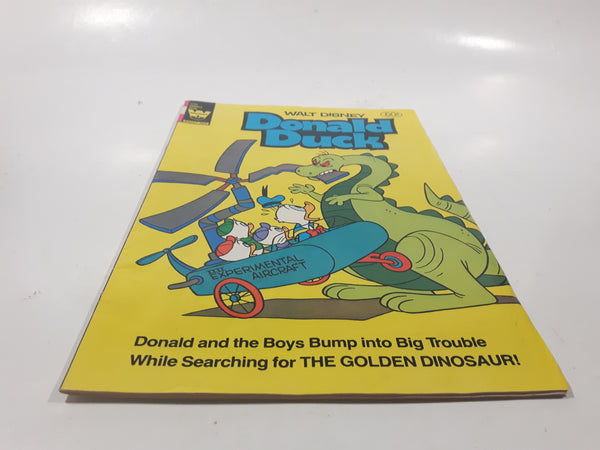 WALT DISNEY
Donald
Duck
EXPERIMENTAL
AIRCRAFT
Donald and the Boys Bump into Big Trouble
While Searching for THE GOLDEN DINOSAUR!